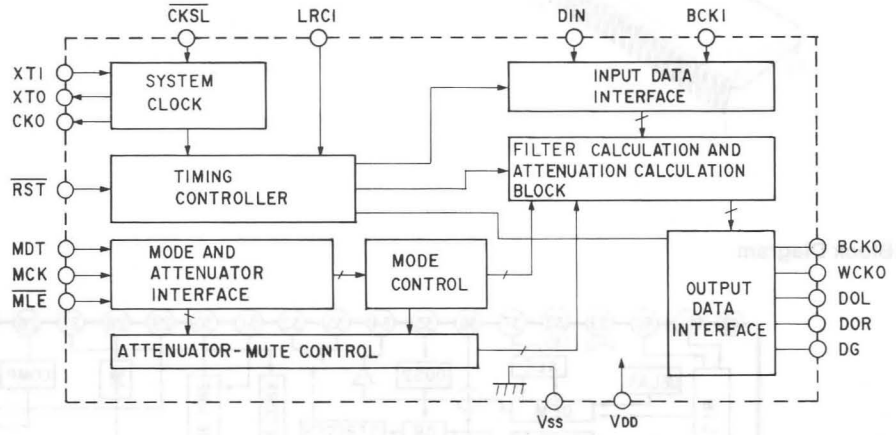 CKSL
LRCI
DIN
BCKI
XTI
XTO
CKO
SYSTEM
CLOCK
INPUT DATA
INTERFACE
RST
TIMING
CONTROLLER
FILTER CALCULATION AND
ATTENUATION CALCULATION
BLOCK
MDT
MCK
MLE
MODE AND
ATTENUATOR
INTERFACE
MODE
CONTROL
OUTPUT
DATA
INTERFACE
BCKO
WCKO
DOL
DOR
DG
ATTENUATOR-MUTE CONTROL
VSS
VDD